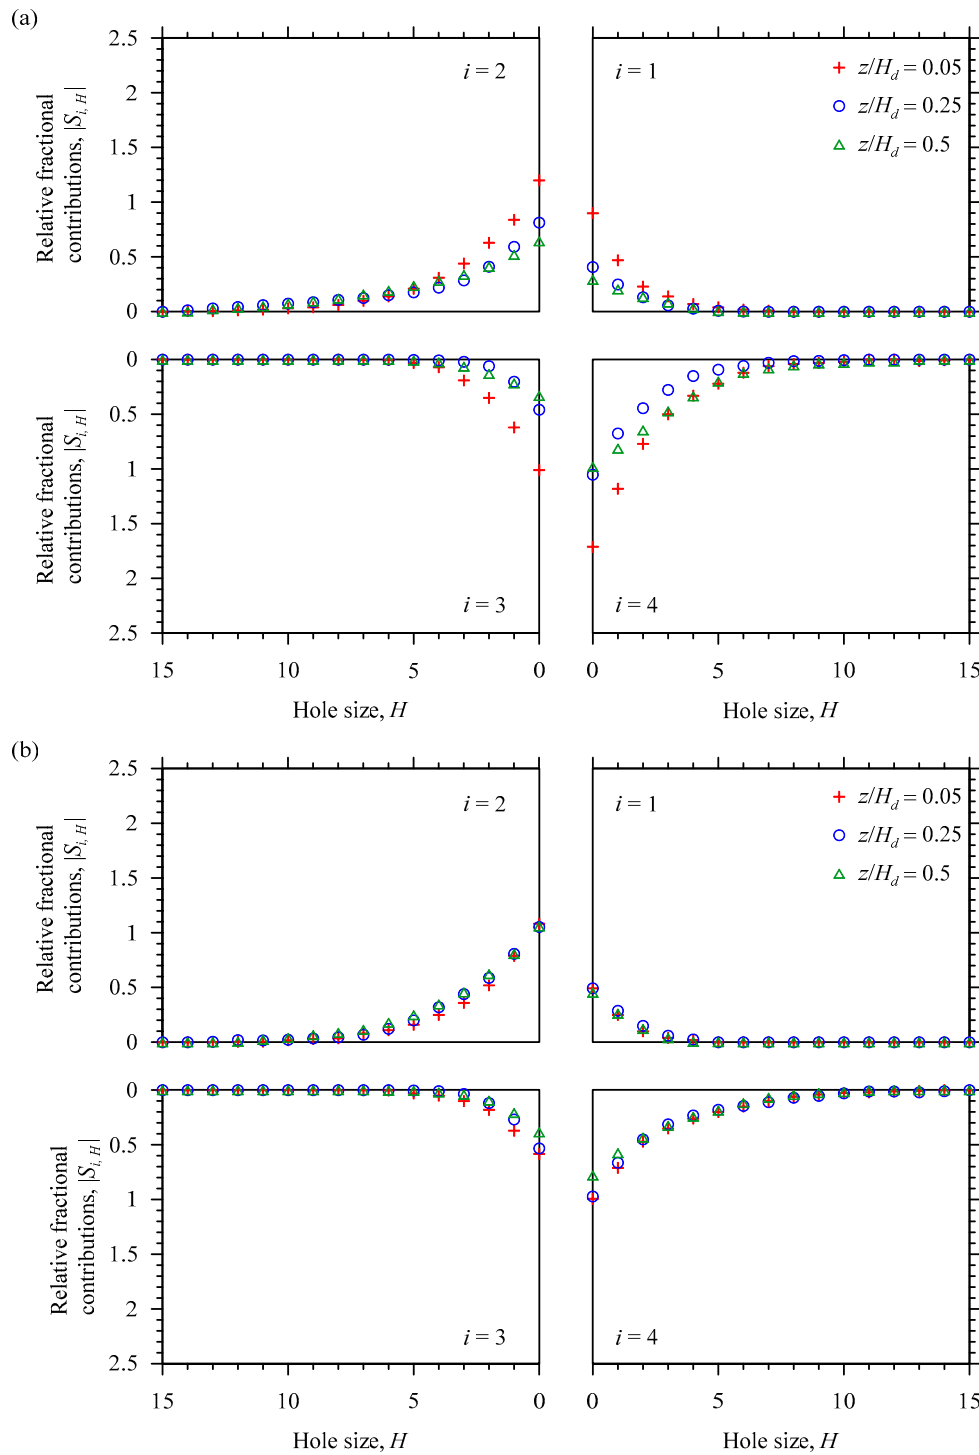 (a)
2.5
2
1.5
1
0.5
0
Relative fractional
contributions, |S_{i, H}|
i = 2
i = 1
z/H_d = 0.05
z/H_d = 0.25
z/H_d = 0.5
0
0.5
1
1.5
2
2.5
Relative fractional
contributions, |S_{i, H}|
i = 3
i = 4
15 10 5 0 0 5 10 15
Hole size, H Hole size, H
(b)
2.5
2
1.5
1
0.5
0
Relative fractional
contributions, |S_{i, H}|
i = 2
i = 1
z/H_d = 0.05
z/H_d = 0.25
z/H_d = 0.5
0
0.5
1
1.5
2
2.5
Relative fractional
contributions, |S_{i, H}|
i = 3
i = 4
15 10 5 0 0 5 10 15
Hole size, H Hole size, H